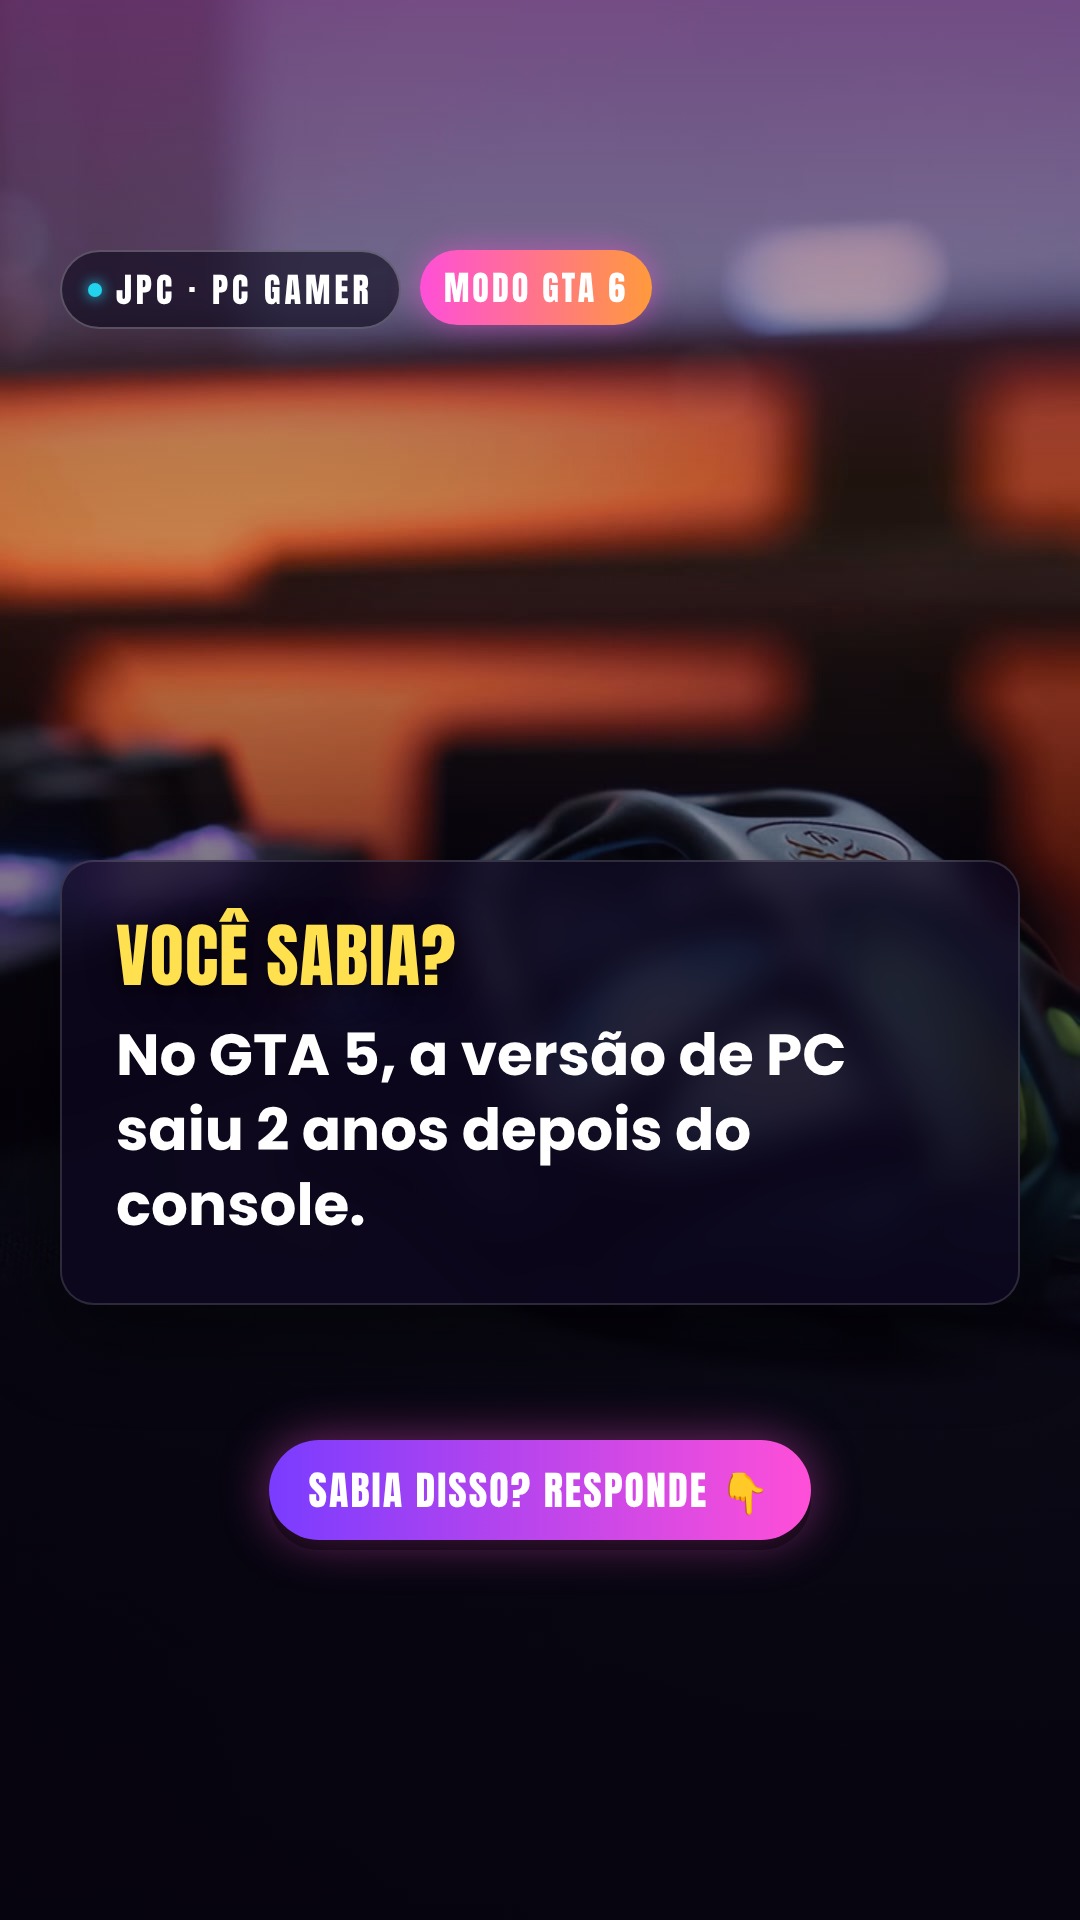 JPC · PC GAMER
MODO GTA 6
VOCÊ SABIA?
No GTA 5, a versão de PC
saiu 2 anos depois do
console.
SABIA DISSO? RESPONDE 👇